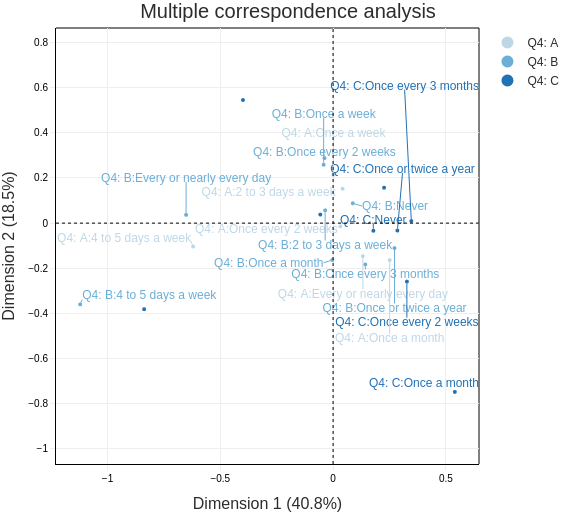 Multiple correspondence analysis
Q4: A
Q4: B
Q4: C
Dimension 2 (18.5%)
0.8
0.6
0.4
0.2
0
−0.2
−0.4
−0.6
−0.8
−1
Q4: C:Once every 3 months
Q4: B:Once a week
Q4: A:Once a week
Q4: B:Once every 2 weeks
Q4: C:Once or twice a year
Q4: B:Every or nearly every day
Q4: A:2 to 3 days a week
Q4: B:Never
Q4: C:Never
Q4: A:Once every 2 weeks
Q4: A:4 to 5 days a week
Q4: B:2 to 3 days a week
Q4: B:Once a month
Q4: B:Once every 3 months
Q4: A:Every or nearly every day
Q4: B:4 to 5 days a week
Q4: B:Once or twice a year
Q4: C:Once every 2 weeks
Q4: A:Once a month
Q4: C:Once a month
−1
−0.5
0
0.5
Dimension 1 (40.8%)